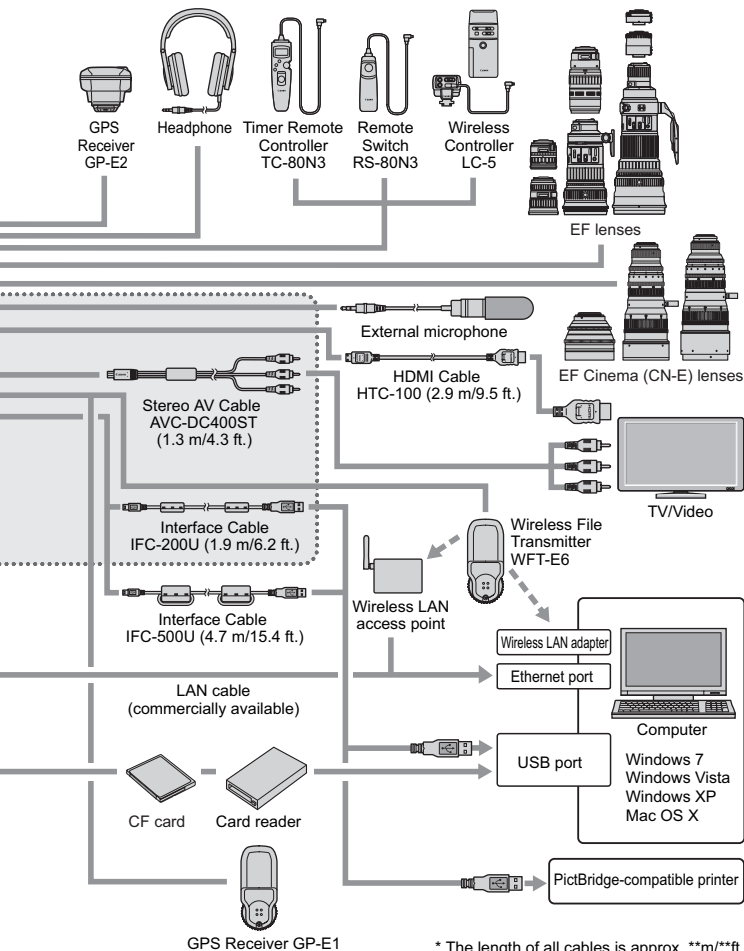 GPS
Receiver
GP-E2
Headphone
Timer Remote
Controller
TC-80N3
Remote
Switch
RS-80N3
Wireless
Controller
LC-5
EF lenses
External microphone
HDMI Cable
HTC-100 (2.9 m/9.5 ft.)
EF Cinema (CN-E) lenses
Stereo AV Cable
AVC-DC400ST
(1.3 m/4.3 ft.)
TV/Video
Interface Cable
IFC-200U (1.9 m/6.2 ft.)
Wireless File
Transmitter
WFT-E6
Wireless LAN
access point
Interface Cable
IFC-500U (4.7 m/15.4 ft.)
Wireless LAN adapter
Ethernet port
LAN cable
(commercially available)
Computer
USB port
Windows 7
Windows Vista
Windows XP
Mac OS X
CF card
Card reader
PictBridge-compatible printer
GPS Receiver GP-E1
* The length of all cables is approx. **m/**ft